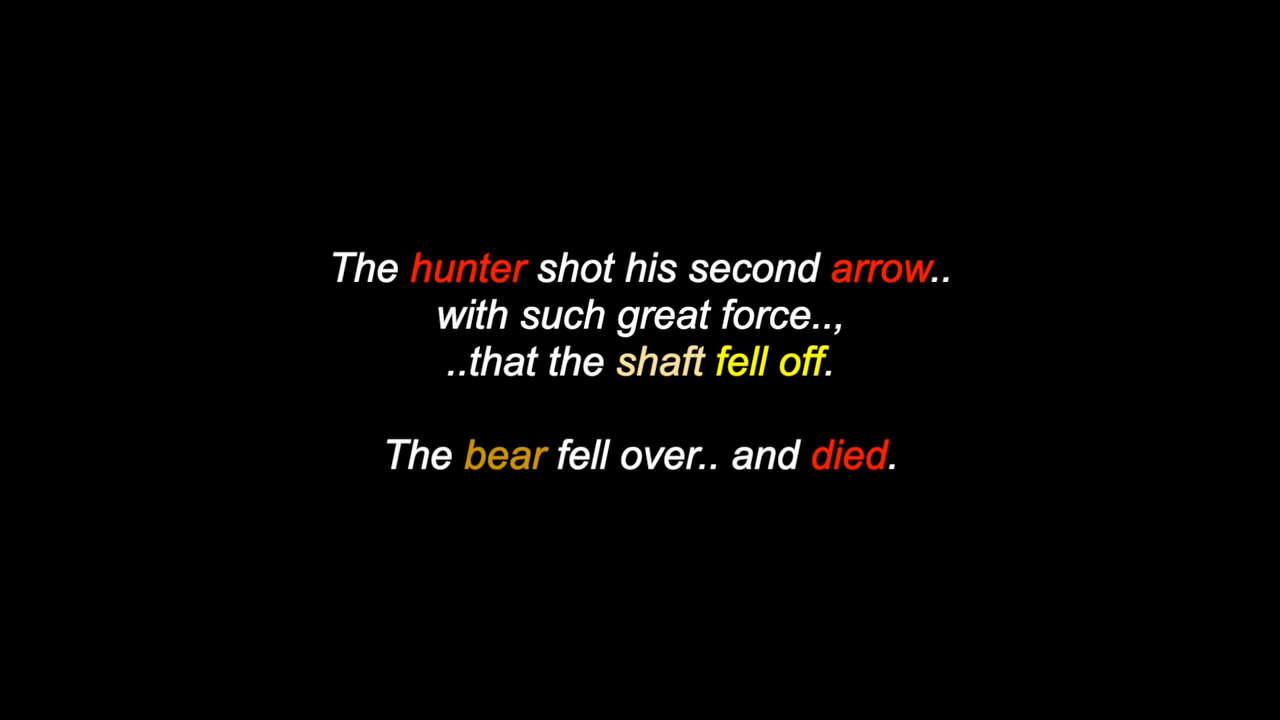 The hunter shot his second arrow..
with such great force..,
..that the shaft fell off.
The bear fell over.. and died.